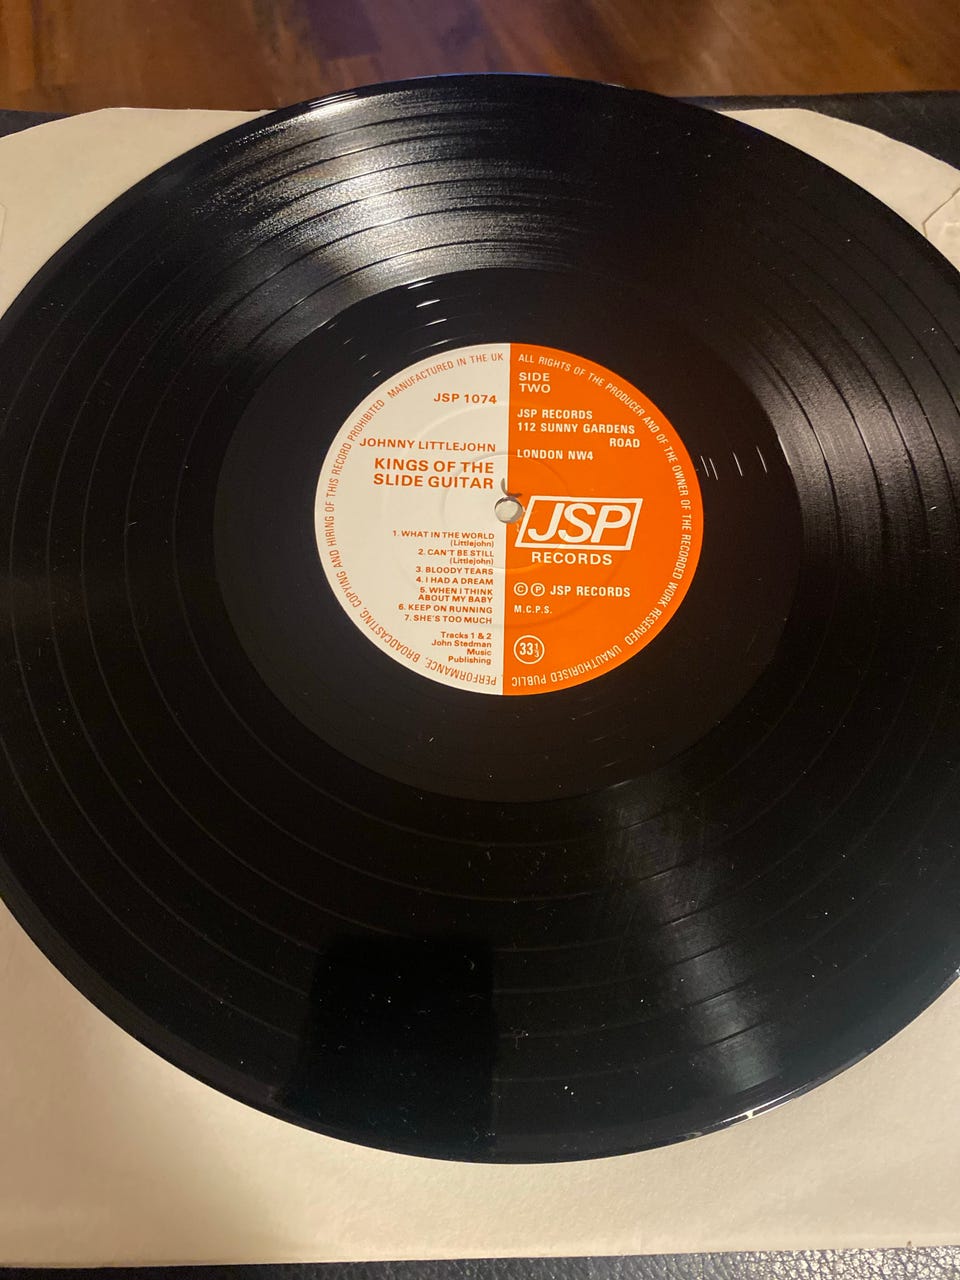 MANUFACTURED IN THE UK
ALL RIGHTS OF THE PRODUCER AND OF THE OWNER OF THE RECORDED WORK RESERVED
UNAUTHORISED PUBLIC PERFORMANCE, BROADCASTING, COPYING AND HIRING OF THIS RECORD PROHIBITED
JSP 1074
JOHNNY LITTLEJOHN
KINGS OF THE
SLIDE GUITAR
1. WHAT IN THE WORLD
(Littlejohn)
2. CAN'T BE STILL
(Littlejohn)
3. BLOODY TEARS
4. I HAD A DREAM
5. WHEN I THINK
ABOUT MY BABY
6. KEEP ON RUNNING
7. SHE'S TOO MUCH
Tracks 1 & 2
John Stedman
Music
Publishing
SIDE
TWO
JSP RECORDS
112 SUNNY GARDENS
ROAD
LONDON NW4
JSP
RECORDS
© ℗ JSP RECORDS
M.C.P.S.
33⅓